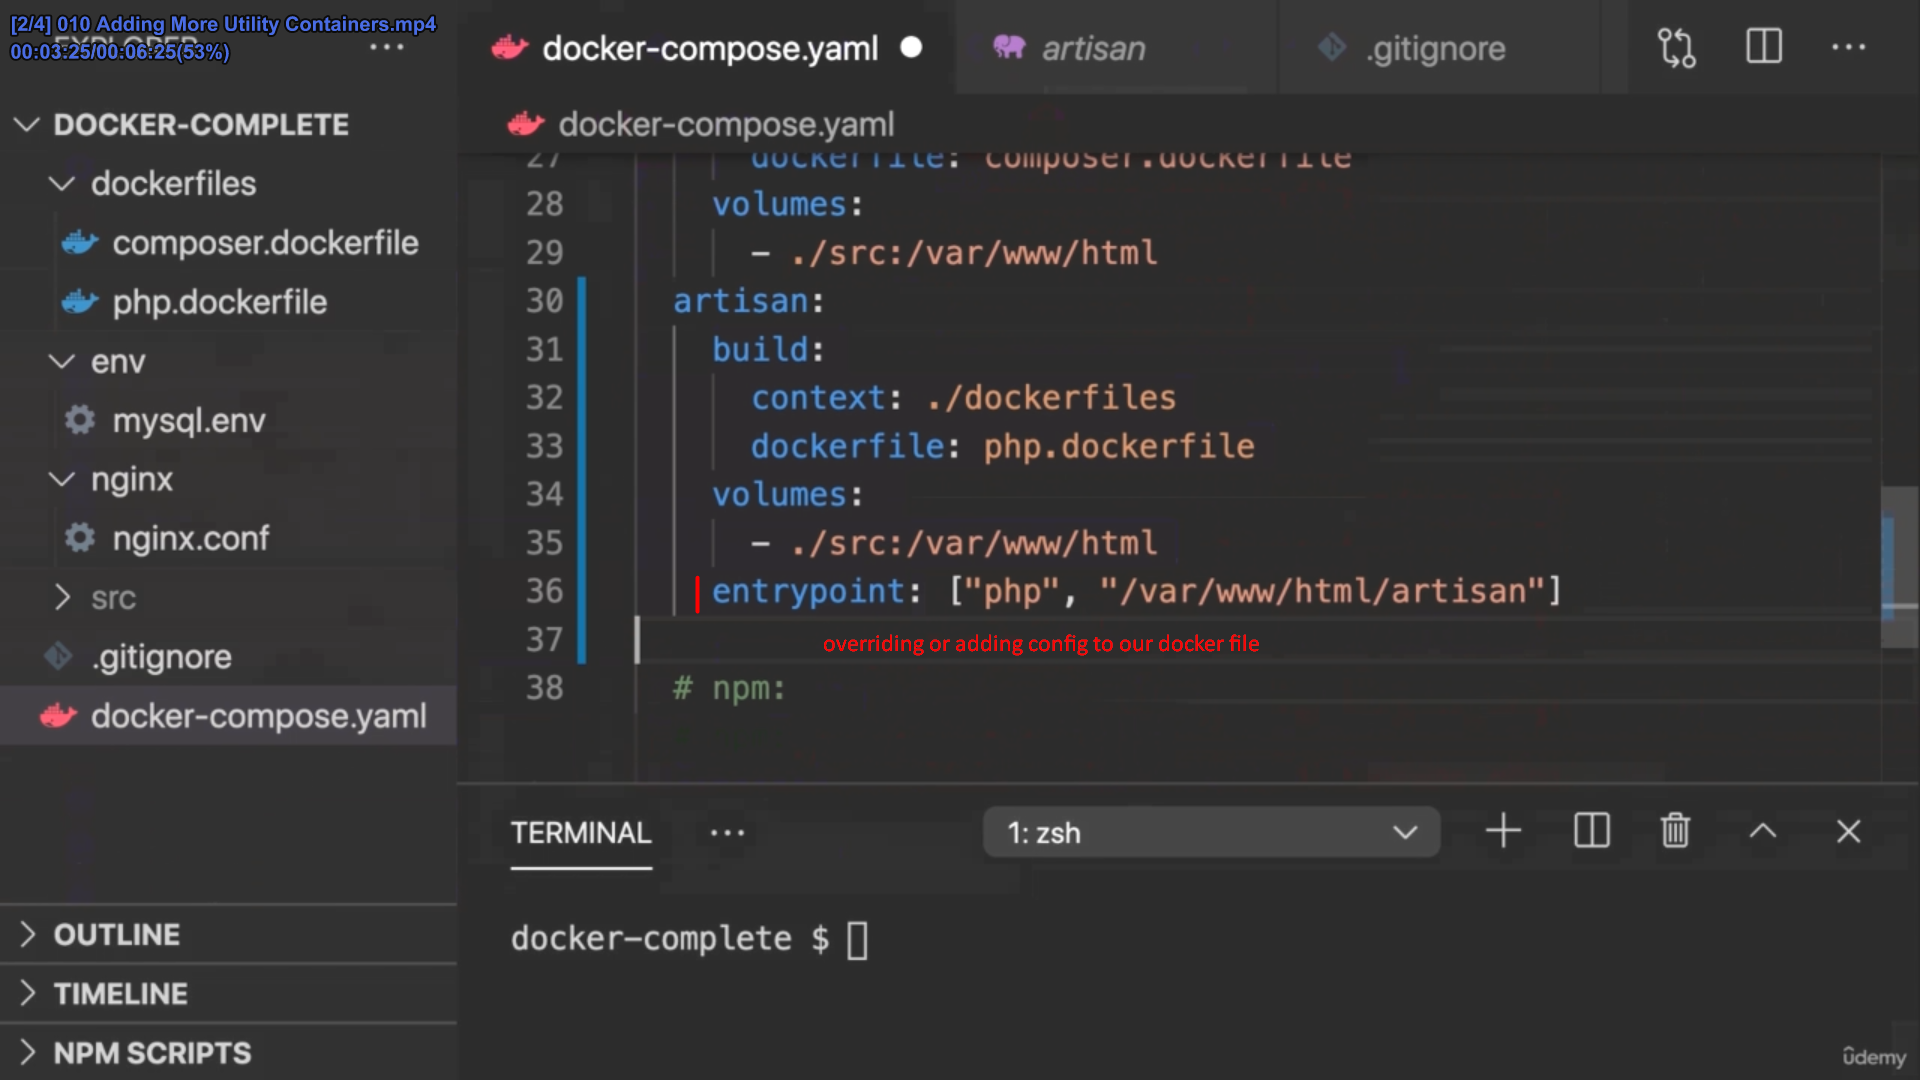 [2/4] 010 Adding More Utility Containers.mp4
00:03:25/00:06:25(53%)
EXPLORER
docker-compose.yaml
artisan
.gitignore
DOCKER-COMPLETE
dockerfiles
composer.dockerfile
php.dockerfile
env
mysql.env
nginx
nginx.conf
src
.gitignore
docker-compose.yaml
OUTLINE
TIMELINE
NPM SCRIPTS
docker-compose.yaml
27 dockerfile: composer.dockerfile
28 volumes:
29 - ./src:/var/www/html
30 artisan:
31 build:
32 context: ./dockerfiles
33 dockerfile: php.dockerfile
34 volumes:
35 - ./src:/var/www/html
36 entrypoint: ["php", "/var/www/html/artisan"]
37 overriding or adding config to our docker file
38 # npm:
TERMINAL
1: zsh
docker-complete $
ûdemy